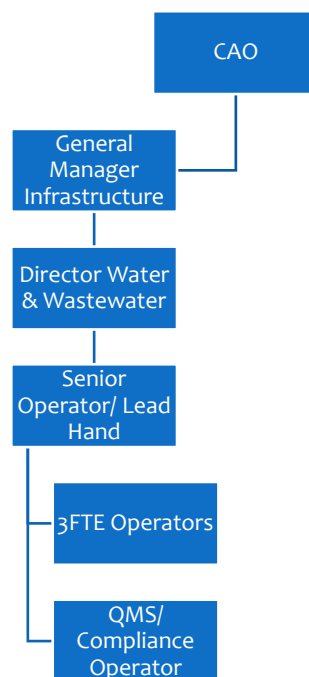 CAO
General
Manager
Infrastructure
Director Water
& Wastewater
Senior
Operator/ Lead
Hand
3FTE Operators
QMS/
Compliance
Operator